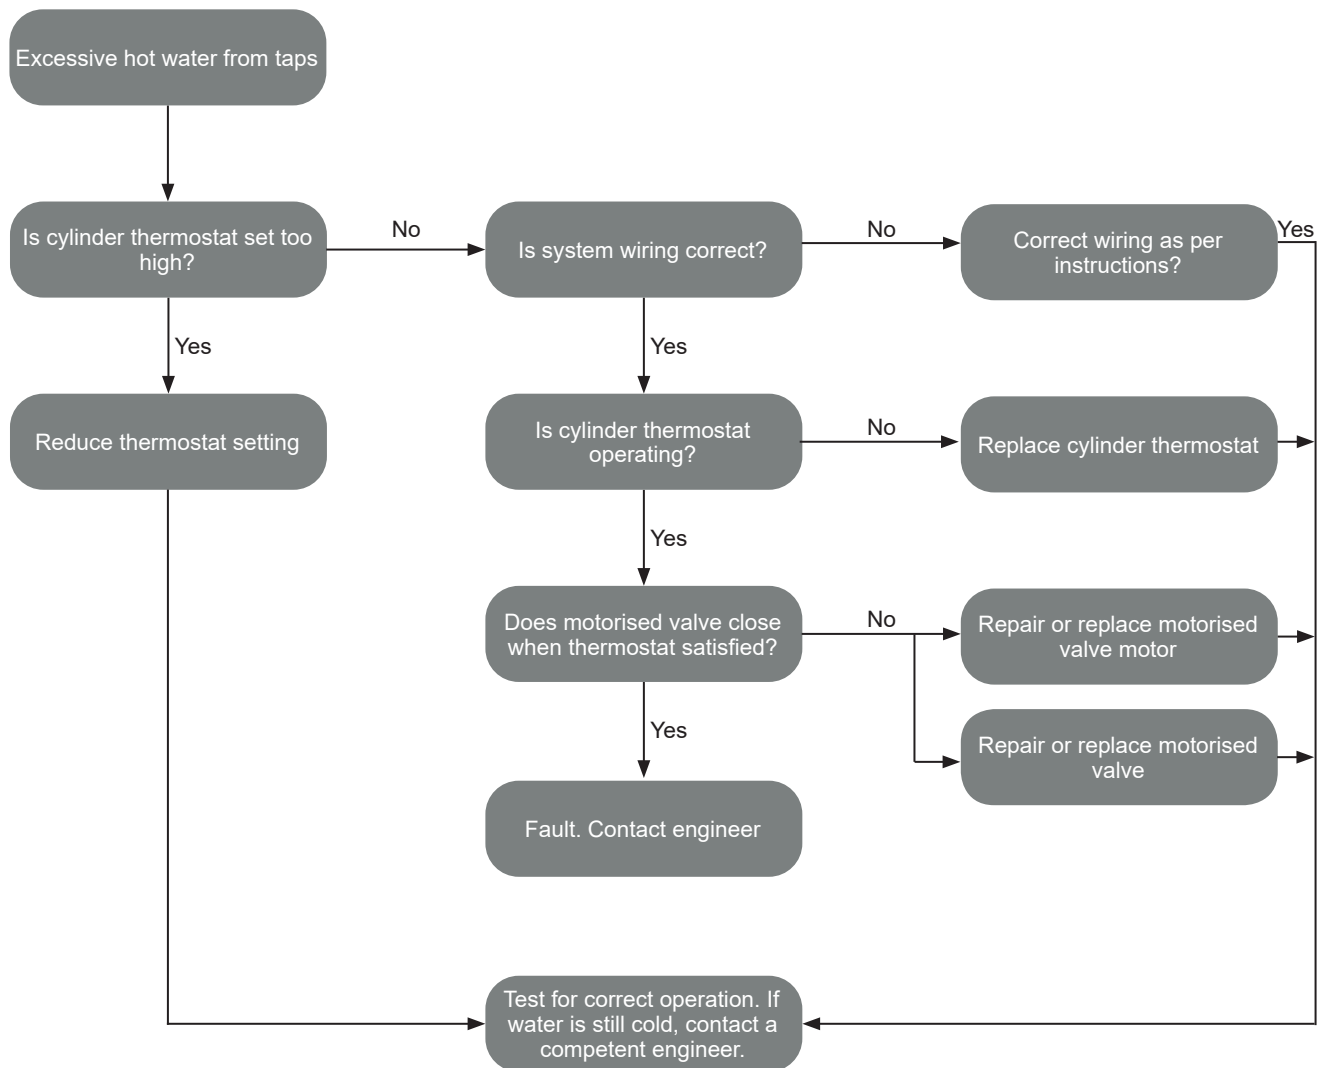 Excessive hot water from taps
Is cylinder thermostat set too
high?
No
Is system wiring correct?
No
Correct wiring as per
instructions?
Yes
Yes
Yes
Reduce thermostat setting
Is cylinder thermostat
operating?
No
Replace cylinder thermostat
Yes
Does motorised valve close
when thermostat satisfied?
No
Repair or replace motorised
valve motor
Yes
Repair or replace motorised
valve
Fault. Contact engineer
Test for correct operation. If
water is still cold, contact a
competent engineer.